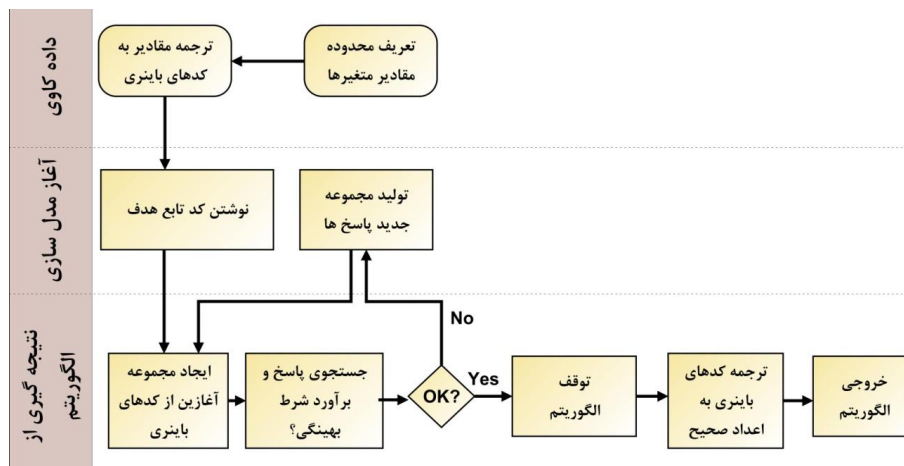 داده کاوی
تعریف محدوده
مقادیر متغیرها
ترجمه مقادیر به
کدهای باینری
آغاز مدل سازی
نوشتن کد تابع هدف
تولید مجموعه
جدید پاسخ ها
نتیجه گیری از
الگوریتم
ایجاد مجموعه
آغازین از کدهای
باینری
جستجوی پاسخ و
برآورد شرط
بهینگی؟
OK?
No
Yes
توقف
الگوریتم
ترجمه کدهای
باینری به
اعداد صحیح
خروجی
الگوریتم